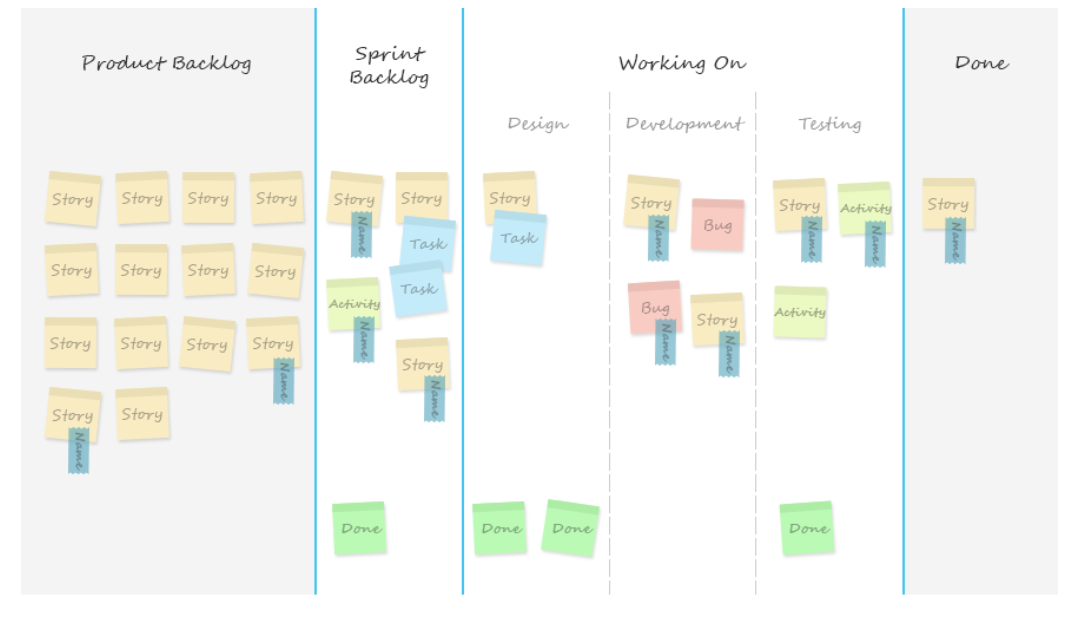 Product Backlog
Sprint
Backlog
Working On
Done
Design
Development
Testing
Story Story Story Story
Story Story Story Story
Story Story Story Story
Name
Story Story
Name
Story Story
Name
Task
Task
Activity
Name
Story
Name
Done
Story
Task
Done Done
Story
Name
Bug
Bug
Name
Story
Name
Story
Name
Activity
Name
Activity
Done
Story
Name